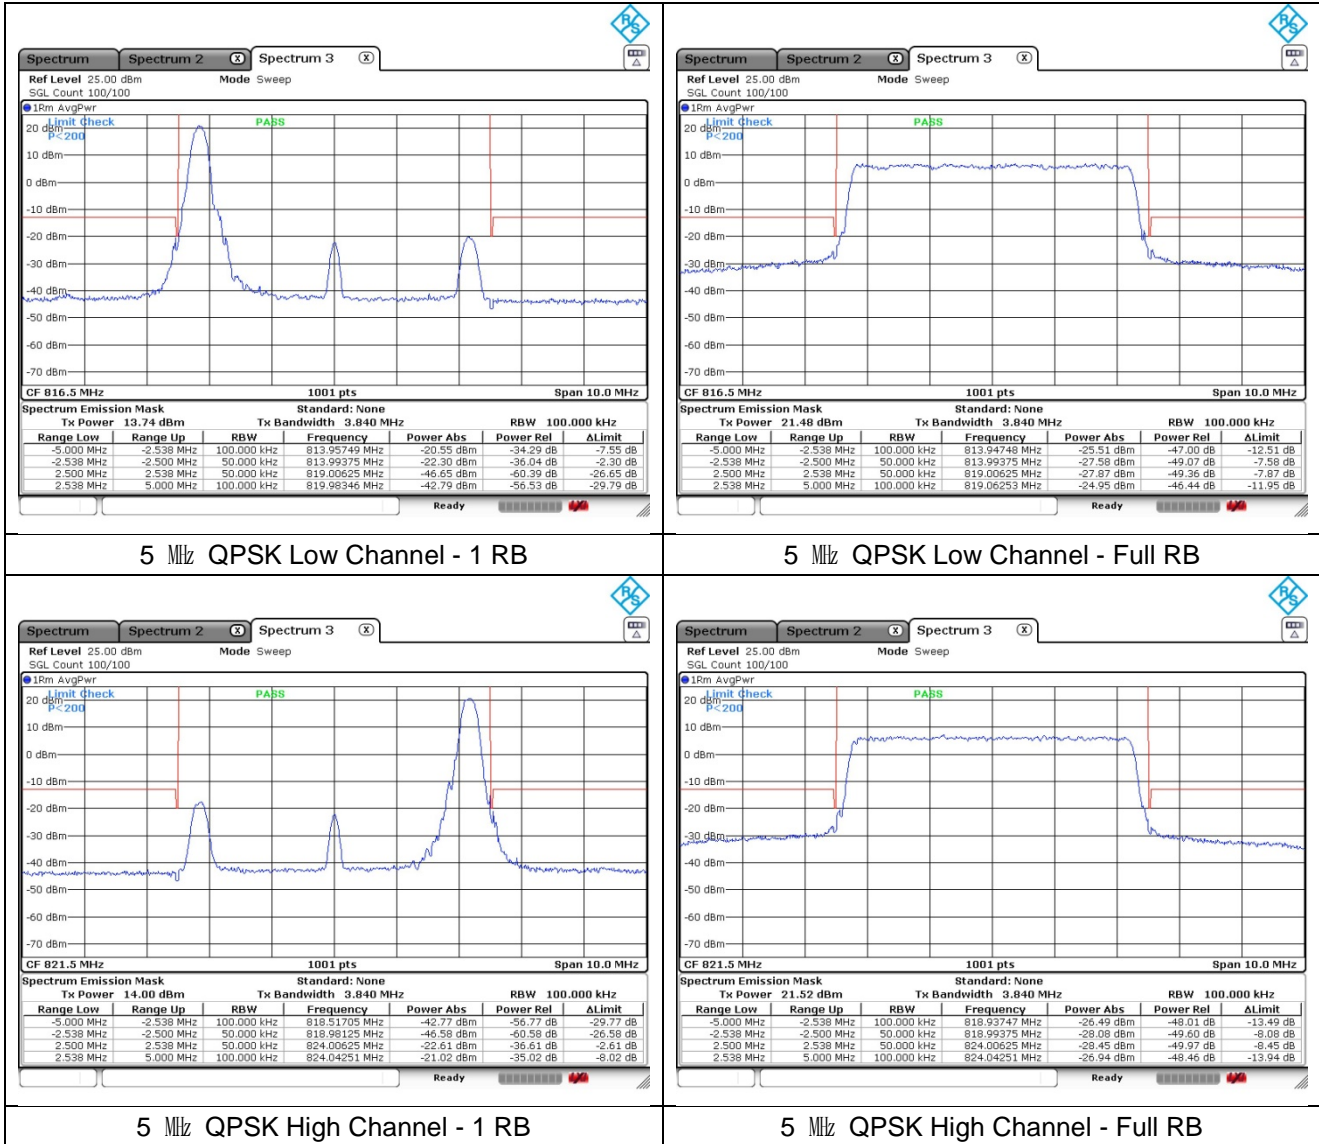 R&S
Spectrum Spectrum 2 X Spectrum 3 X
Ref Level 25.00 dBm Mode Sweep
SGL Count 100/100
1Rm AvgPwr
Limit Check PASS
P<200
20 dBm
10 dBm
0 dBm
-10 dBm
-20 dBm
-30 dBm
-40 dBm
-50 dBm
-60 dBm
-70 dBm
CF 816.5 MHz 1001 pts Span 10.0 MHz
Spectrum Emission Mask Standard: None
Tx Power 13.74 dBm Tx Bandwidth 3.840 MHz RBW 100.000 kHz
Range Low Range Up RBW Frequency Power Abs Power Rel ΔLimit
-5.000 MHz -2.538 MHz 100.000 kHz 813.95749 MHz -20.55 dBm -34.29 dB -7.55 dB
-2.538 MHz -2.500 MHz 50.000 kHz 813.99375 MHz -22.30 dBm -36.04 dB -2.30 dB
2.500 MHz 2.538 MHz 50.000 kHz 819.00625 MHz -46.65 dBm -60.39 dB -26.65 dB
2.538 MHz 5.000 MHz 100.000 kHz 819.98346 MHz -42.79 dBm -56.53 dB -29.79 dB
Ready
5 ㎒ QPSK Low Channel - 1 RB
R&S
Spectrum Spectrum 2 X Spectrum 3 X
Ref Level 25.00 dBm Mode Sweep
SGL Count 100/100
1Rm AvgPwr
Limit Check PASS
P<200
20 dBm
10 dBm
0 dBm
-10 dBm
-20 dBm
-30 dBm
-40 dBm
-50 dBm
-60 dBm
-70 dBm
CF 816.5 MHz 1001 pts Span 10.0 MHz
Spectrum Emission Mask Standard: None
Tx Power 21.48 dBm Tx Bandwidth 3.840 MHz RBW 100.000 kHz
Range Low Range Up RBW Frequency Power Abs Power Rel ΔLimit
-5.000 MHz -2.538 MHz 100.000 kHz 813.94748 MHz -25.51 dBm -47.00 dB -12.51 dB
-2.538 MHz -2.500 MHz 50.000 kHz 813.99375 MHz -27.58 dBm -49.07 dB -7.58 dB
2.500 MHz 2.538 MHz 50.000 kHz 819.00625 MHz -27.87 dBm -49.36 dB -7.87 dB
2.538 MHz 5.000 MHz 100.000 kHz 819.06253 MHz -24.95 dBm -46.44 dB -11.95 dB
Ready
5 ㎒ QPSK Low Channel - Full RB
R&S
Spectrum Spectrum 2 X Spectrum 3 X
Ref Level 25.00 dBm Mode Sweep
SGL Count 100/100
1Rm AvgPwr
Limit Check PASS
P<200
20 dBm
10 dBm
0 dBm
-10 dBm
-20 dBm
-30 dBm
-40 dBm
-50 dBm
-60 dBm
-70 dBm
CF 821.5 MHz 1001 pts Span 10.0 MHz
Spectrum Emission Mask Standard: None
Tx Power 14.00 dBm Tx Bandwidth 3.840 MHz RBW 100.000 kHz
Range Low Range Up RBW Frequency Power Abs Power Rel ΔLimit
-5.000 MHz -2.538 MHz 100.000 kHz 818.51705 MHz -42.77 dBm -56.77 dB -29.77 dB
-2.538 MHz -2.500 MHz 50.000 kHz 818.98125 MHz -46.58 dBm -60.58 dB -26.58 dB
2.500 MHz 2.538 MHz 50.000 kHz 824.00625 MHz -22.61 dBm -36.61 dB -2.61 dB
2.538 MHz 5.000 MHz 100.000 kHz 824.04251 MHz -21.02 dBm -35.02 dB -8.02 dB
Ready
5 ㎒ QPSK High Channel - 1 RB
R&S
Spectrum Spectrum 2 X Spectrum 3 X
Ref Level 25.00 dBm Mode Sweep
SGL Count 100/100
1Rm AvgPwr
Limit Check PASS
P<200
20 dBm
10 dBm
0 dBm
-10 dBm
-20 dBm
-30 dBm
-40 dBm
-50 dBm
-60 dBm
-70 dBm
CF 821.5 MHz 1001 pts Span 10.0 MHz
Spectrum Emission Mask Standard: None
Tx Power 21.52 dBm Tx Bandwidth 3.840 MHz RBW 100.000 kHz
Range Low Range Up RBW Frequency Power Abs Power Rel ΔLimit
-5.000 MHz -2.538 MHz 100.000 kHz 818.93747 MHz -26.49 dBm -48.01 dB -13.49 dB
-2.538 MHz -2.500 MHz 50.000 kHz 818.99375 MHz -28.08 dBm -49.60 dB -8.08 dB
2.500 MHz 2.538 MHz 50.000 kHz 824.00625 MHz -28.45 dBm -49.97 dB -8.45 dB
2.538 MHz 5.000 MHz 100.000 kHz 824.04251 MHz -26.94 dBm -48.46 dB -13.94 dB
Ready
5 ㎒ QPSK High Channel - Full RB